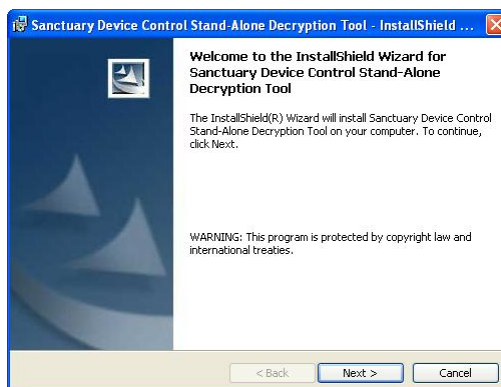 Sanctuary Device Control Stand-Alone Decryption Tool - InstallShield ...
Welcome to the InstallShield Wizard for
Sanctuary Device Control Stand-Alone
Decryption Tool
The InstallShield(R) Wizard will install Sanctuary Device Control
Stand-Alone Decryption Tool on your computer. To continue,
click Next.
WARNING: This program is protected by copyright law and
international treaties.
< Back
Next >
Cancel